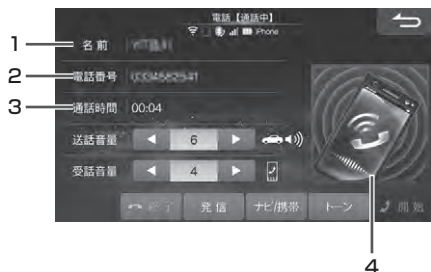 電話【通話中】
iPhone
1
名前
2
電話番号
3
通話時間 00:04
送話音量 6
受話音量 4
発信 ナビ/携帯 トーン 開始
4